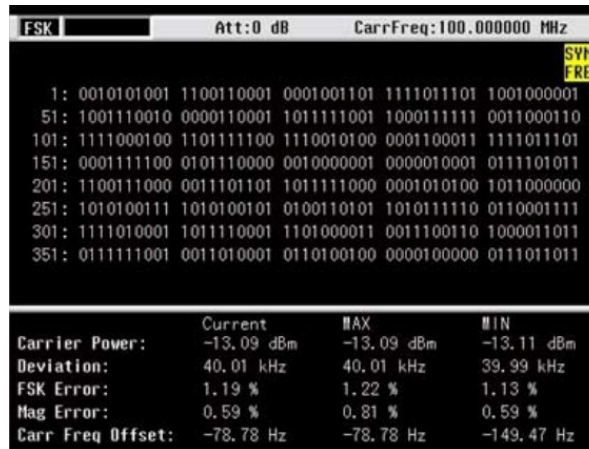 FSK Att:0 dB CarrFreq:100.000000 MHz
SYN
FRE
1: 0010101001 1100110001 0001001101 1111011101 1001000001
51: 1001110010 0000110001 1011111001 1000111111 0011000110
101: 1111000100 1101111100 1110010100 0001100011 1111011101
151: 0001111100 0101110000 0010000001 0000010001 0111101011
201: 1100111000 0011101101 1011111000 0001010100 1011000000
251: 1010100111 1010100101 0100110101 1010111110 0110001111
301: 1111010001 1011110001 1101000011 0011100110 1000011011
351: 0111111001 0011010001 0110100100 0000100000 0111011011
Current MAX MIN
Carrier Power: -13.09 dBm -13.09 dBm -13.11 dBm
Deviation: 40.01 kHz 40.01 kHz 39.99 kHz
FSK Error: 1.19 % 1.22 % 1.13 %
Mag Error: 0.59 % 0.81 % 0.59 %
Carr Freq Offset: -78.78 Hz -78.78 Hz -149.47 Hz